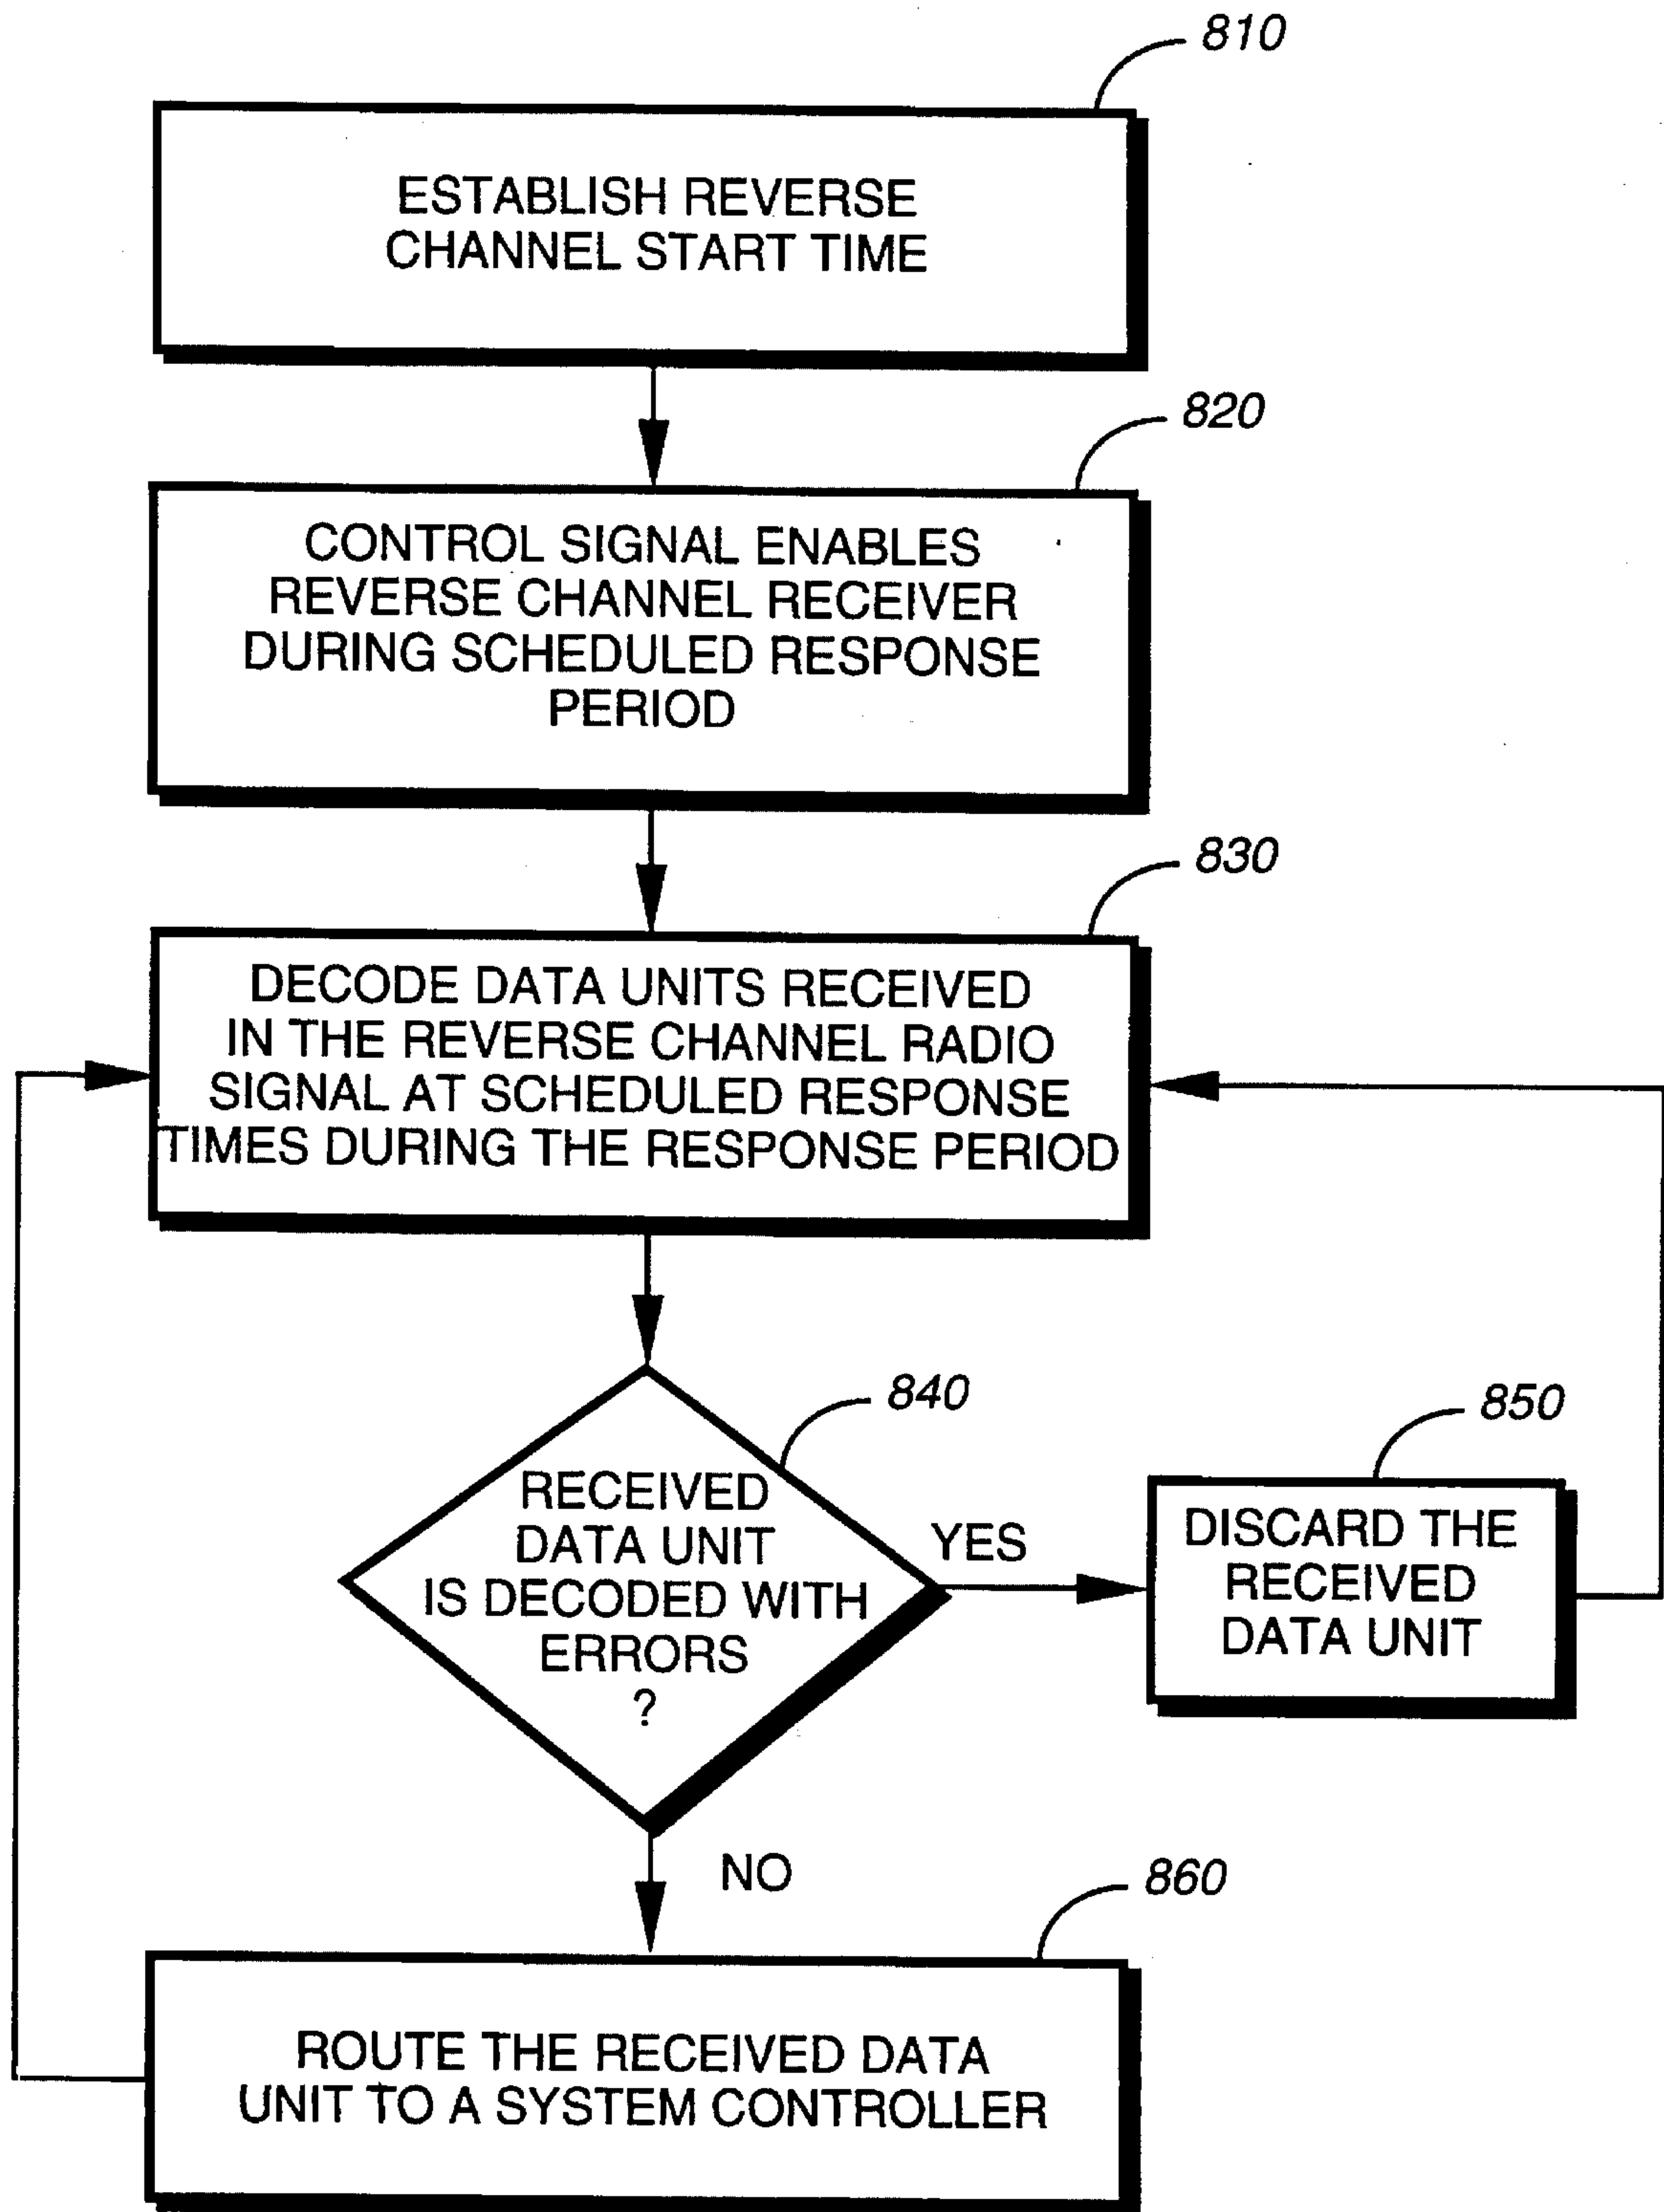 810
ESTABLISH REVERSE
CHANNEL START TIME
820
CONTROL SIGNAL ENABLES
REVERSE CHANNEL RECEIVER
DURING SCHEDULED RESPONSE
PERIOD
830
DECODE DATA UNITS RECEIVED
IN THE REVERSE CHANNEL RADIO
SIGNAL AT SCHEDULED RESPONSE
TIMES DURING THE RESPONSE PERIOD
840
RECEIVED
DATA UNIT
IS DECODED WITH
ERRORS
?
YES
850
DISCARD THE
RECEIVED
DATA UNIT
NO
860
ROUTE THE RECEIVED DATA
UNIT TO A SYSTEM CONTROLLER